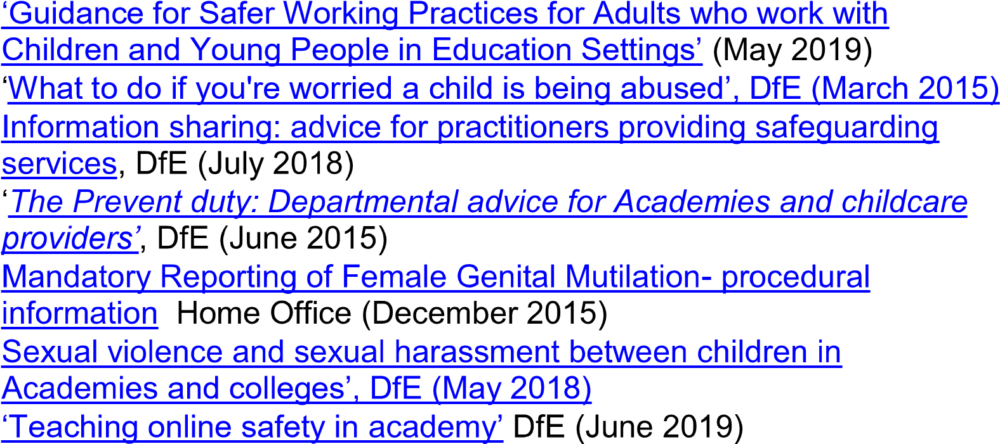 ‘Guidance for Safer Working Practices for Adults who work with
Children and Young People in Education Settings’ (May 2019)
‘What to do if you're worried a child is being abused’, DfE (March 2015)
Information sharing: advice for practitioners providing safeguarding
services, DfE (July 2018)
‘The Prevent duty: Departmental advice for Academies and childcare
providers’, DfE (June 2015)
Mandatory Reporting of Female Genital Mutilation- procedural
information  Home Office (December 2015)
Sexual violence and sexual harassment between children in
Academies and colleges’, DfE (May 2018)
‘Teaching online safety in academy’ DfE (June 2019)